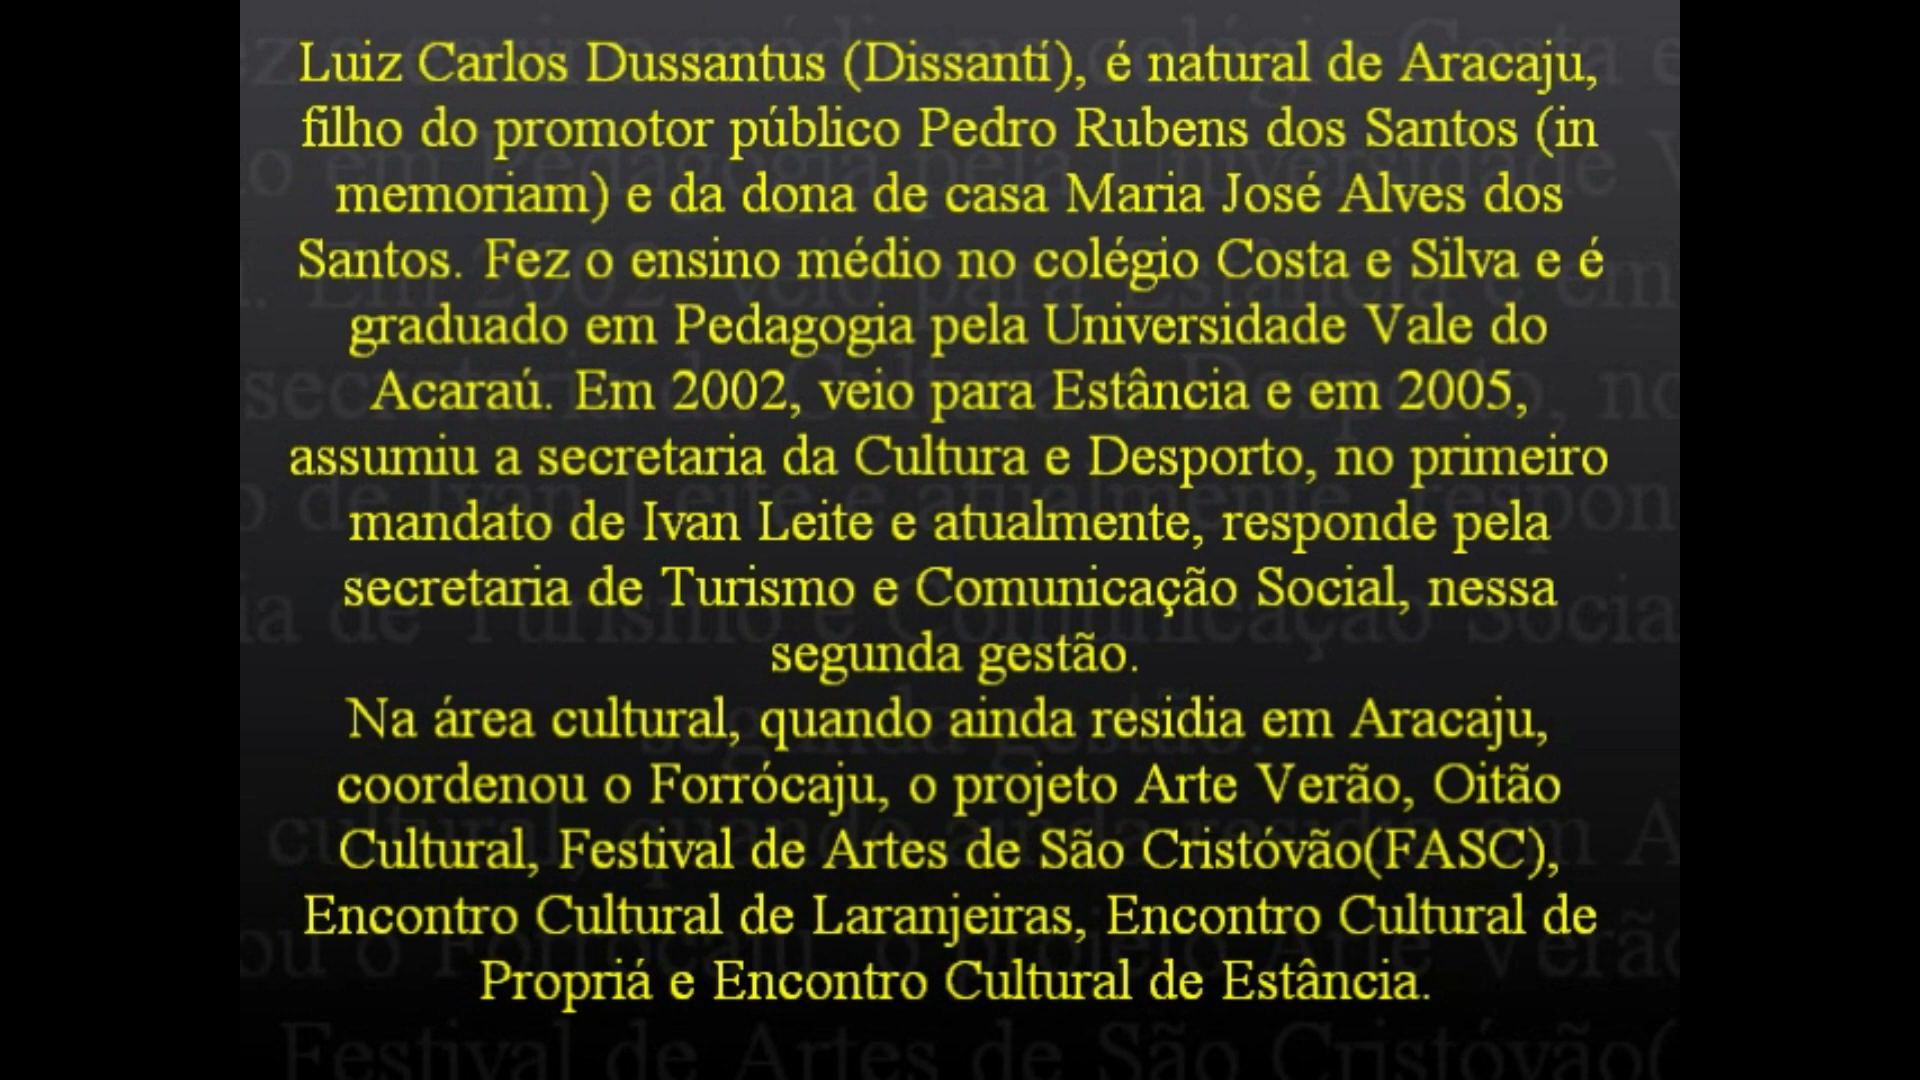 Luiz Carlos Dussantus (Dissantí), é natural de Aracaju,
filho do promotor público Pedro Rubens dos Santos (in
memoriam) e da dona de casa Maria José Alves dos
Santos. Fez o ensino médio no colégio Costa e Silva e é
graduado em Pedagogia pela Universidade Vale do
Acaraú. Em 2002, veio para Estância e em 2005,
assumiu a secretaria da Cultura e Desporto, no primeiro
mandato de Ivan Leite e atualmente, responde pela
secretaria de Turismo e Comunicação Social, nessa
segunda gestão.
Na área cultural, quando ainda residia em Aracaju,
coordenou o Forrócaju, o projeto Arte Verão, Oitão
Cultural, Festival de Artes de São Cristóvão(FASC),
Encontro Cultural de Laranjeiras, Encontro Cultural de
Propriá e Encontro Cultural de Estância.